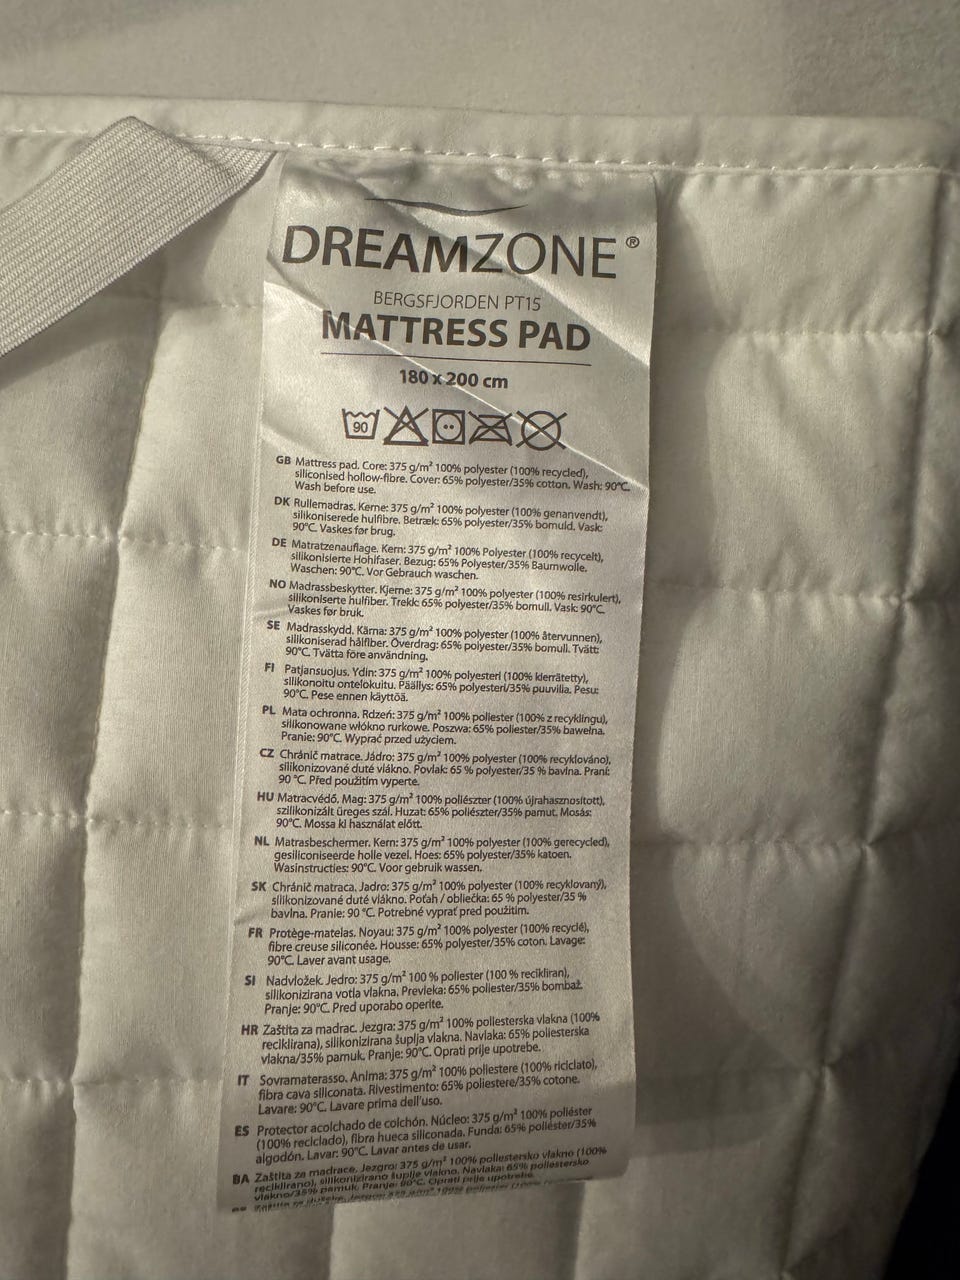 DREAMZONE®
BERGSFJORDEN PT15
MATTRESS PAD
180 x 200 cm
90
GB Mattress pad. Core: 375 g/m² 100% polyester (100% recycled),
siliconised hollow-fibre. Cover: 65% polyester/35% cotton. Wash: 90°C.
Wash before use.
DK Rullemadras. Kerne: 375 g/m² 100% polyester (100% genanvendt),
silikoniserede hulfibre. Betræk: 65% polyester/35% bomuld. Vask:
90°C. Vaskes før brug.
DE Matratzenauflage. Kern: 375 g/m² 100% Polyester (100% recycelt),
silikonisierte Hohlfaser. Bezug: 65% Polyester/35% Baumwolle.
Waschen: 90°C. Vor Gebrauch waschen.
NO Madrassbeskytter. Kjerne: 375 g/m² 100% polyester (100% resirkulert),
silikoniserte hulfiber. Trekk: 65% polyester/35% bomull. Vask: 90°C.
Vaskes før bruk.
SE Madrasskydd. Kärna: 375 g/m² 100% polyester (100% återvunnen),
silikoniserad hålfiber. Överdrag: 65% polyester/35% bomull. Tvätt:
90°C. Tvätta före användning.
FI Patjansuojus. Ydin: 375 g/m² 100% polyesteri (100% kierrätetty),
silikonoitu ontelokuitu. Päällys: 65% polyesteri/35% puuvilla. Pesu:
90°C. Pese ennen käyttöä.
PL Mata ochronna. Rdzeń: 375 g/m² 100% poliester (100% z recyklingu),
silikonowane włókno rurkowe. Poszwa: 65% poliester/35% bawełna.
Pranie: 90°C. Wyprać przed użyciem.
CZ Chránič matrace. Jádro: 375 g/m² 100% polyester (100% recyklováno),
silikonizované duté vlákno. Povlak: 65 % polyester/35 % bavlna. Praní:
90 °C. Před použitím vyperte.
HU Matracvédő. Mag: 375 g/m² 100% poliészter (100% újrahasznosított),
szilikonizált üreges szál. Huzat: 65% poliészter/35% pamut. Mosás:
90°C. Mossa ki használat előtt.
NL Matrasbeschermer. Kern: 375 g/m² 100% polyester (100% gerecycled),
gesiliconiseerde holle vezel. Hoes: 65% polyester/35% katoen.
Wasinstructies: 90°C. Voor gebruik wassen.
SK Chránič matraca. Jadro: 375 g/m² 100% polyester (100% recyklovaný),
silikonizované duté vlákno. Poťah / obliečka: 65 % polyester/35 %
bavlna. Pranie: 90 °C. Potrebné vyprať pred použitím.
FR Protège-matelas. Noyau: 375 g/m² 100% polyester (100% recyclé),
fibre creuse siliconée. Housse: 65% polyester/35% coton. Lavage:
90°C. Laver avant usage.
SI Nadvložek. Jedro: 375 g/m² 100 % poliester (100 % recikliran),
silikonizirana votla vlakna. Prevleka: 65% poliester/35% bombaž.
Pranje: 90°C. Pred uporabo operite.
HR Zaštita za madrac. Jezgra: 375 g/m² 100% poliesterska vlakna (100%
reciklirana), silikonizirana šuplja vlakna. Navlaka: 65% poliesterska
vlakna/35% pamuk. Pranje: 90°C. Oprati prije upotrebe.
IT Sovramaterasso. Anima: 375 g/m² 100% poliestere (100% riciclato),
fibra cava siliconata. Rivestimento: 65% poliestere/35% cotone.
Lavare: 90°C. Lavare prima dell'uso.
ES Protector acolchado de colchón. Núcleo: 375 g/m² 100% poliéster
(100% reciclado), fibra hueca siliconada. Funda: 65% poliéster/35%
algodón. Lavar: 90°C. Lavar antes de usar.
BA Zaštita za madrace. Jezgro: 375 g/m² 100% poliestersko vlakno (100%
reciklirano), silikonizirano šuplje vlakno. Navlaka: 65% poliestersko
vlakno/35% pamuk. Pranje: 90°C. Oprati prije upotrebe.